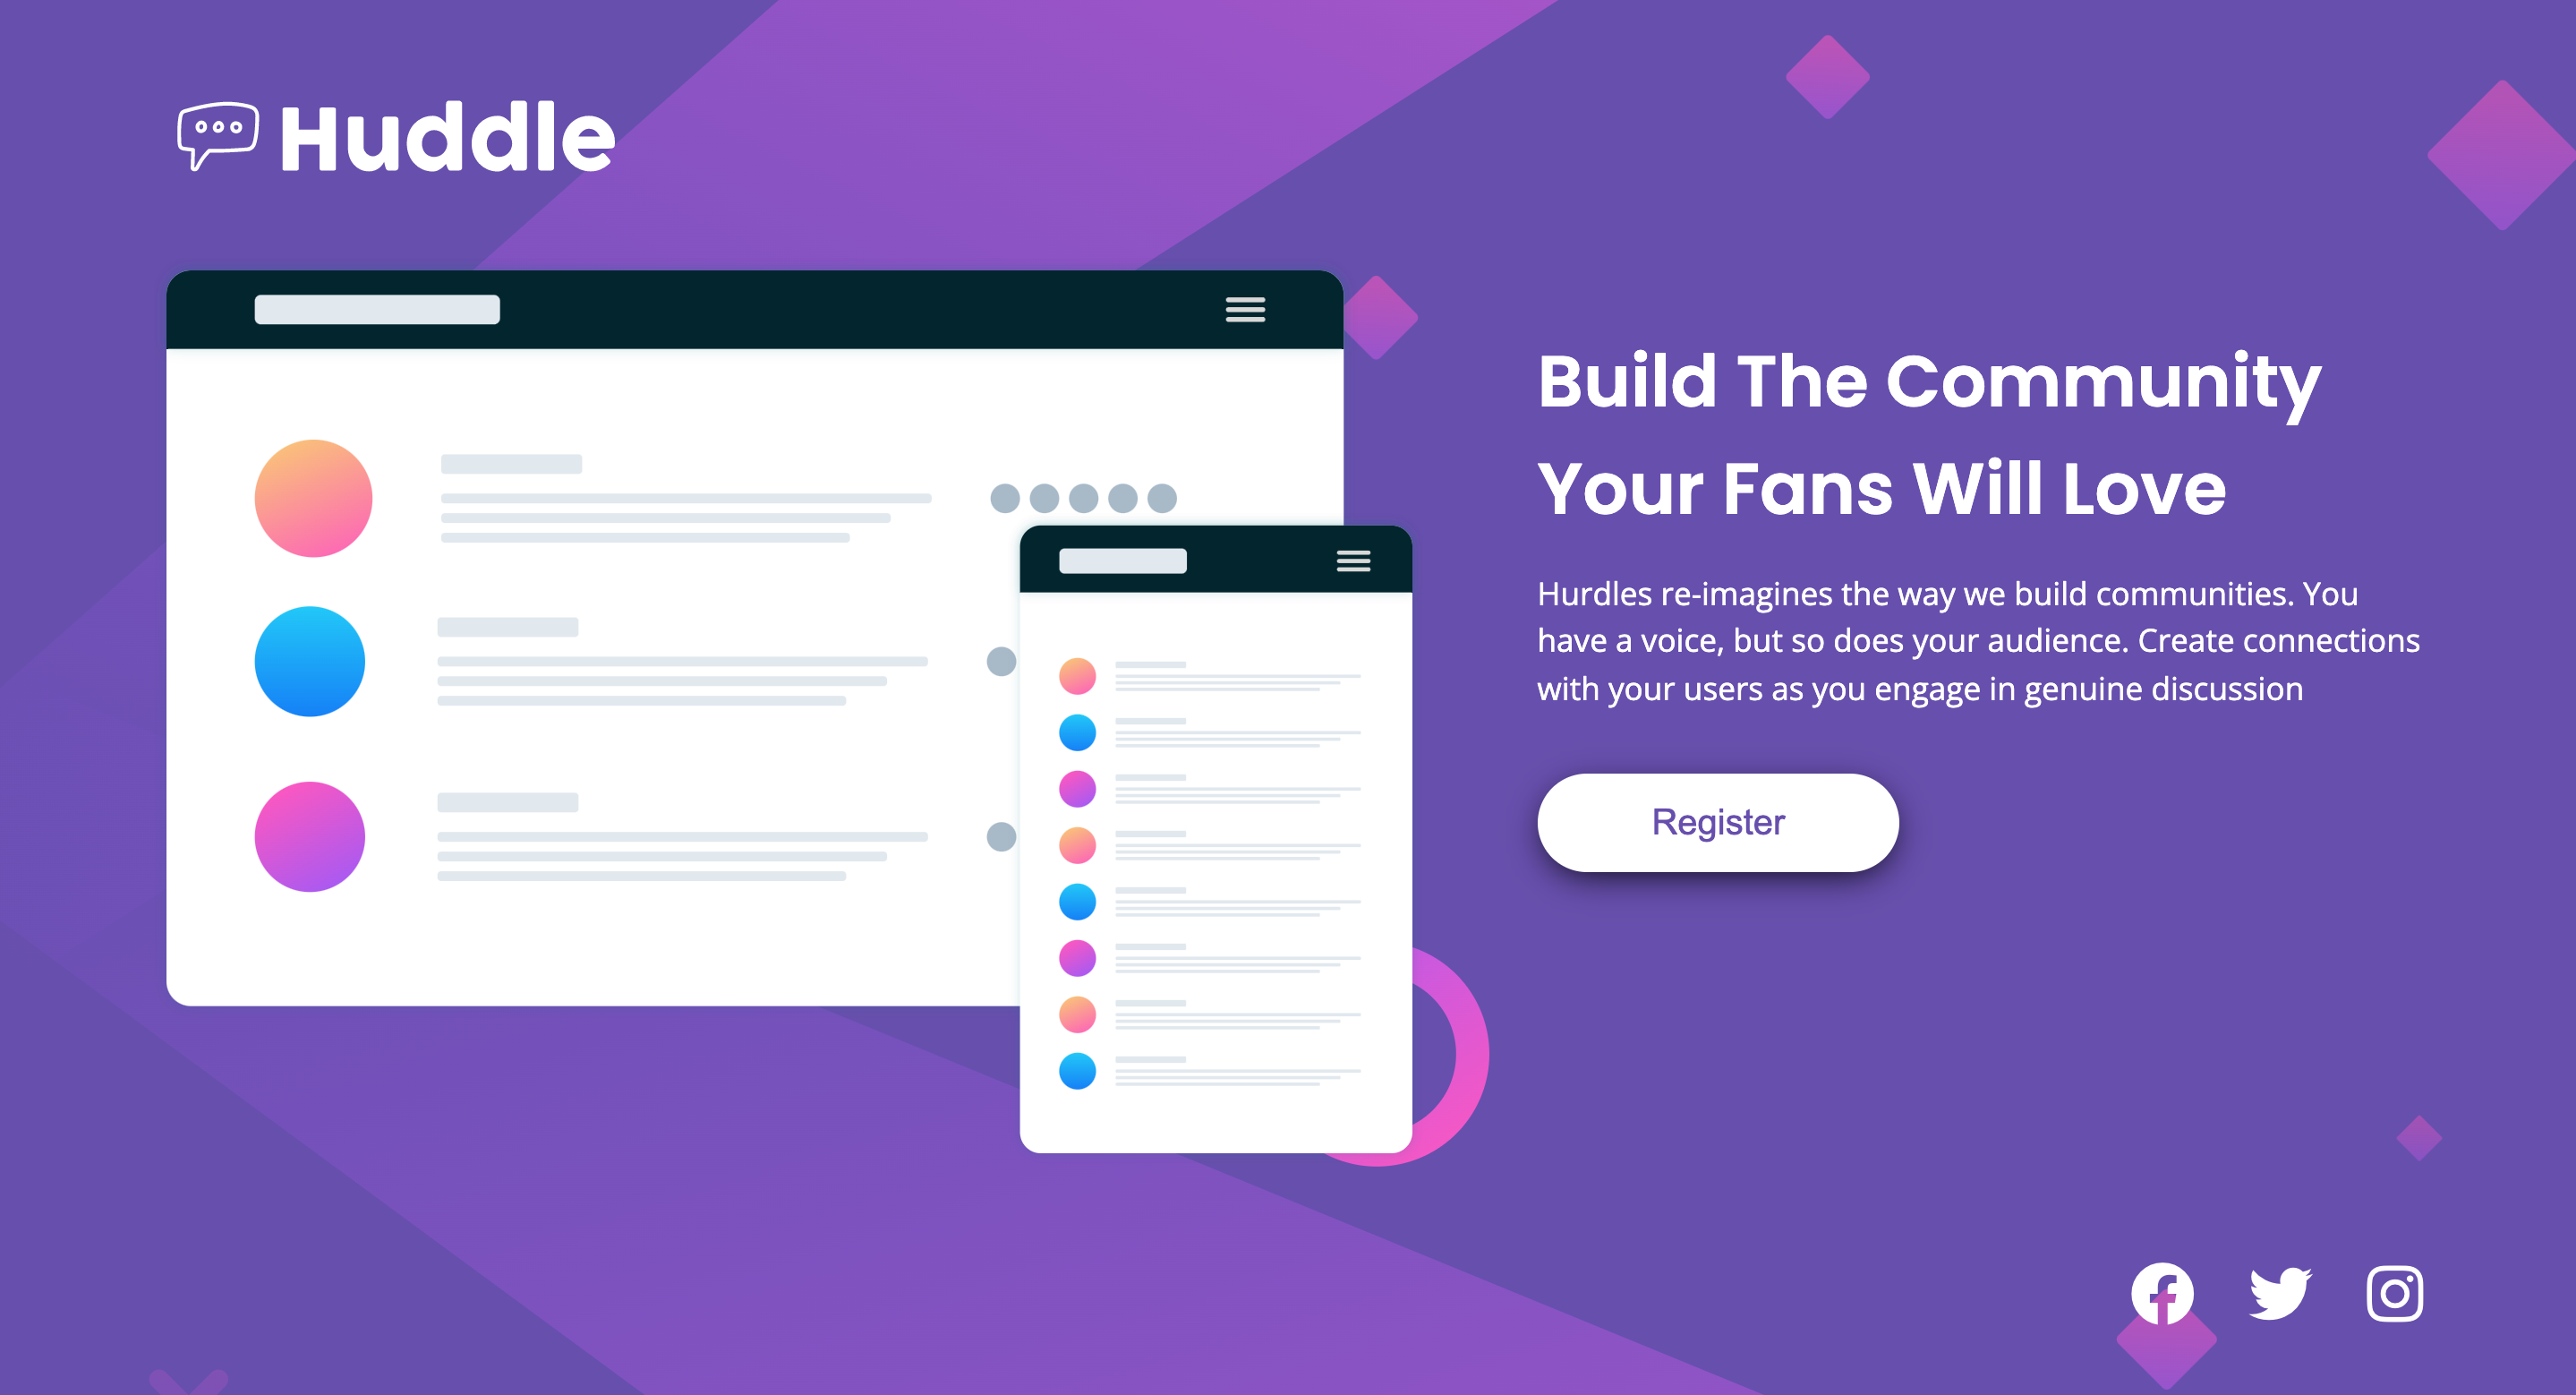 Huddle
Build The Community
Your Fans Will Love
Hurdles re-imagines the way we build communities. You
have a voice, but so does your audience. Create connections
with your users as you engage in genuine discussion
Register